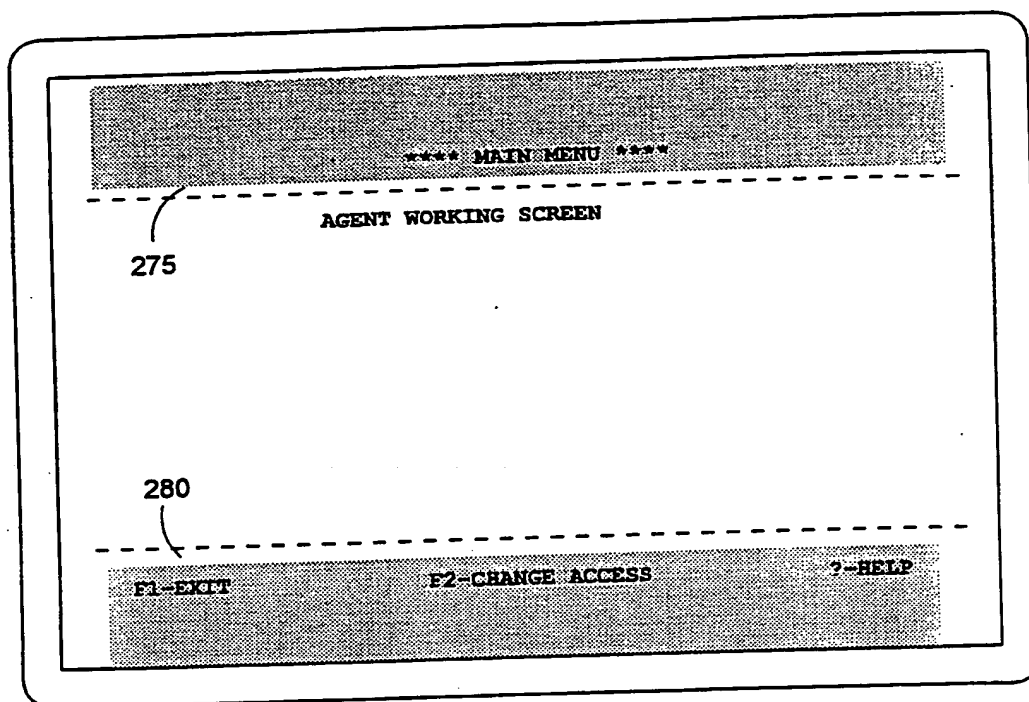 **** MAIN MENU ****
AGENT WORKING SCREEN
275
280
F1-EXIT F2-CHANGE ACCESS ?-HELP